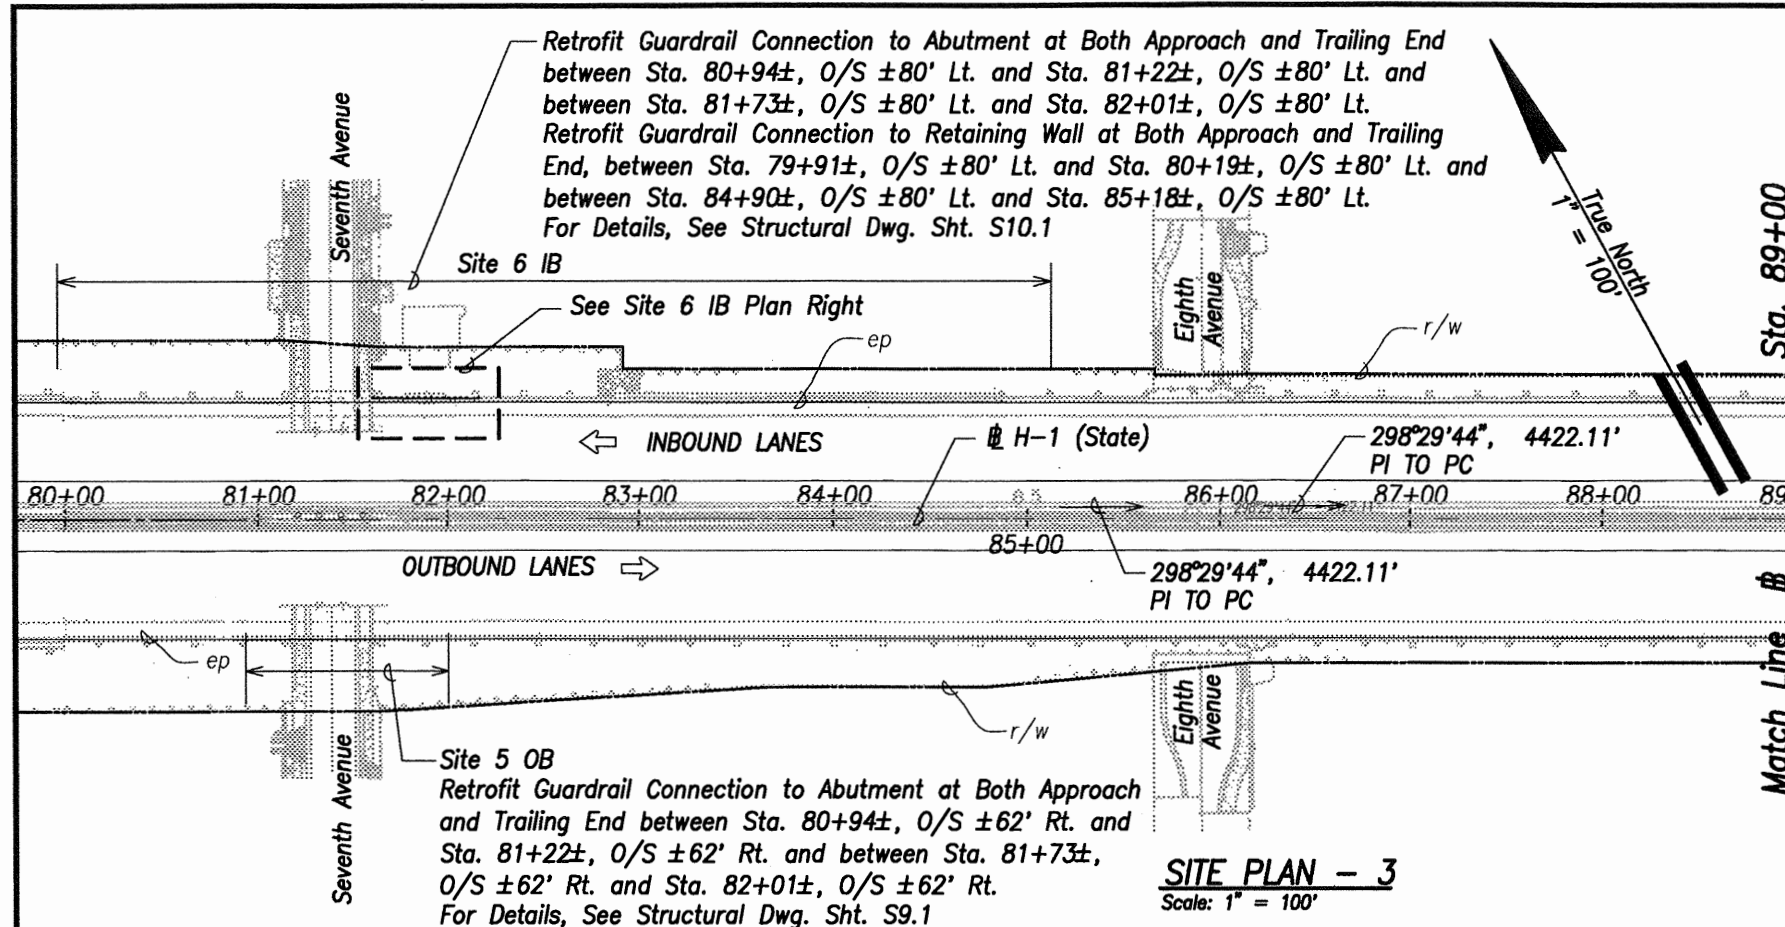 Retrofit Guardrail Connection to Abutment at Both Approach and Trailing End
between Sta. 80+94±, O/S ±80' Lt. and Sta. 81+22±, O/S ±80' Lt. and
between Sta. 81+73±, O/S ±80' Lt. and Sta. 82+01±, O/S ±80' Lt.
Retrofit Guardrail Connection to Retaining Wall at Both Approach and Trailing
End, between Sta. 79+91±, O/S ±80' Lt. and Sta. 80+19±, O/S ±80' Lt. and
between Sta. 84+90±, O/S ±80' Lt. and Sta. 85+18±, O/S ±80' Lt.
For Details, See Structural Dwg. Sht. S10.1
Seventh Avenue
Site 6 IB
See Site 6 IB Plan Right
ep
Eighth
Avenue
r/w
True North
1" = 100'
Sta. 89+00
INBOUND LANES
H-1 (State)
298°29'44", 4422.11'
PI TO PC
80+00
81+00
82+00
83+00
84+00
86+00
87+00
88+00
89
85+00
OUTBOUND LANES
298°29'44", 4422.11'
PI TO PC
ep
r/w
Eighth
Avenue
Match Line
Seventh Avenue
Site 5 OB
Retrofit Guardrail Connection to Abutment at Both Approach
and Trailing End between Sta. 80+94±, O/S ±62' Rt. and
Sta. 81+22±, O/S ±62' Rt. and between Sta. 81+73±,
O/S ±62' Rt. and Sta. 82+01±, O/S ±62' Rt.
For Details, See Structural Dwg. Sht. S9.1
SITE PLAN - 3
Scale: 1" = 100'